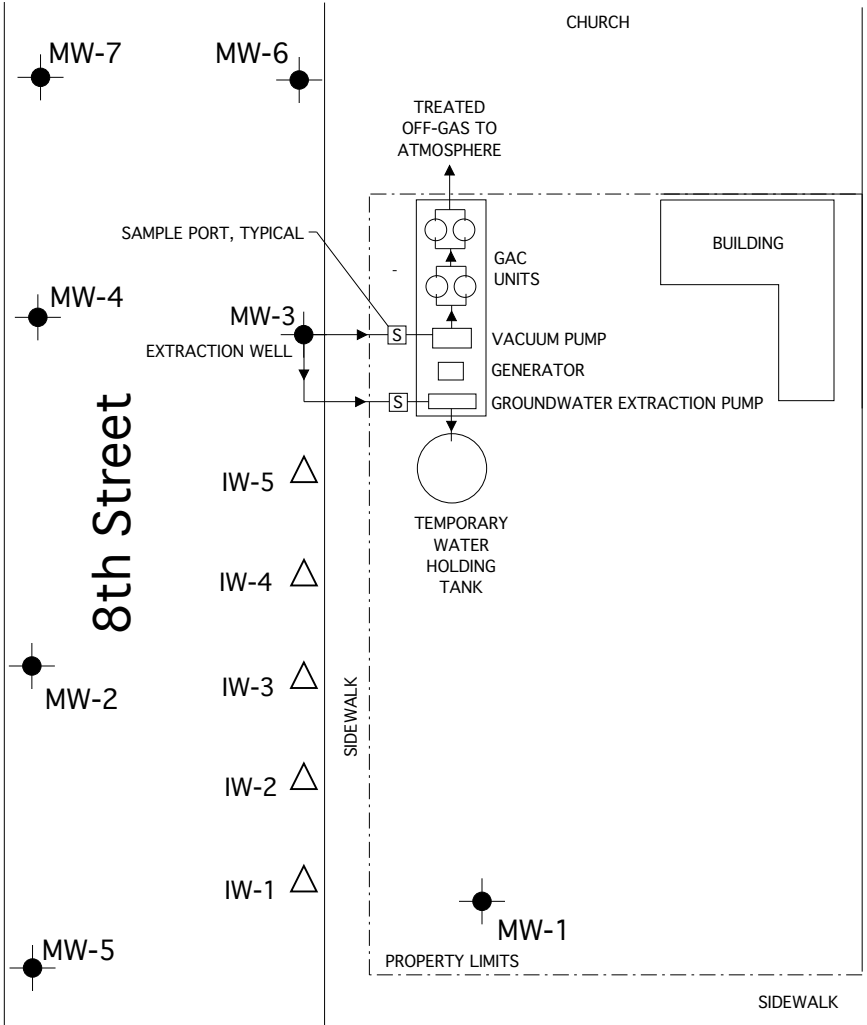 CHURCH
MW-7
MW-6
TREATED
OFF-GAS TO
ATMOSPHERE
SAMPLE PORT, TYPICAL
BUILDING
GAC
UNITS
MW-4
MW-3
S
VACUUM PUMP
EXTRACTION WELL
GENERATOR
S
GROUNDWATER EXTRACTION PUMP
8th Street
IW-5
TEMPORARY
WATER
HOLDING
TANK
IW-4
IW-3
MW-2
SIDEWALK
IW-2
IW-1
MW-1
MW-5
PROPERTY LIMITS
SIDEWALK